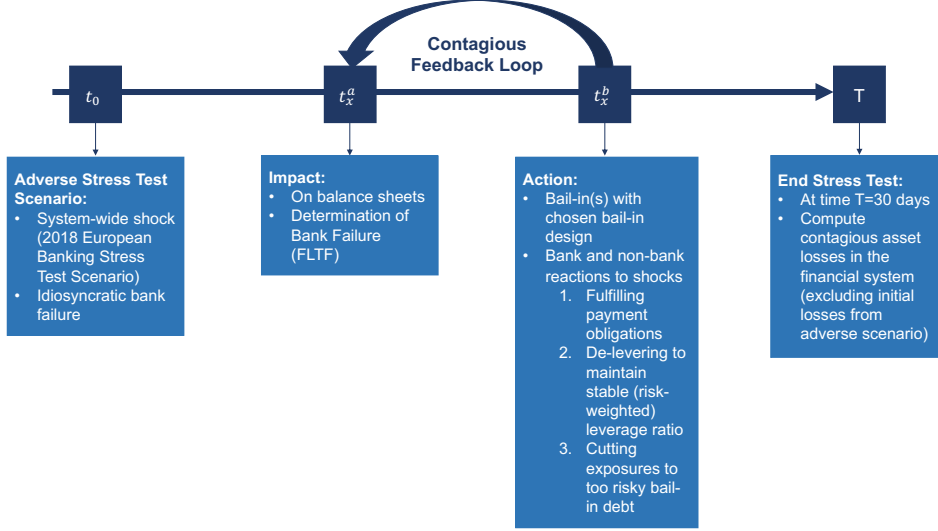 Contagious
Feedback Loop
t_0
t_x^a
t_x^b
T
Adverse Stress Test
Scenario:
• System-wide shock
(2018 European
Banking Stress
Test Scenario)
• Idiosyncratic bank
failure
Impact:
• On balance sheets
• Determination of
Bank Failure
(FLTF)
Action:
• Bail-in(s) with
chosen bail-in
design
• Bank and non-bank
reactions to shocks
1. Fulfilling
payment
obligations
2. De-levering to
maintain
stable (risk-
weighted)
leverage ratio
3. Cutting
exposures to
too risky bail-
in debt
End Stress Test:
• At time T=30 days
• Compute
contagious asset
losses in the
financial system
(excluding initial
losses from
adverse scenario)